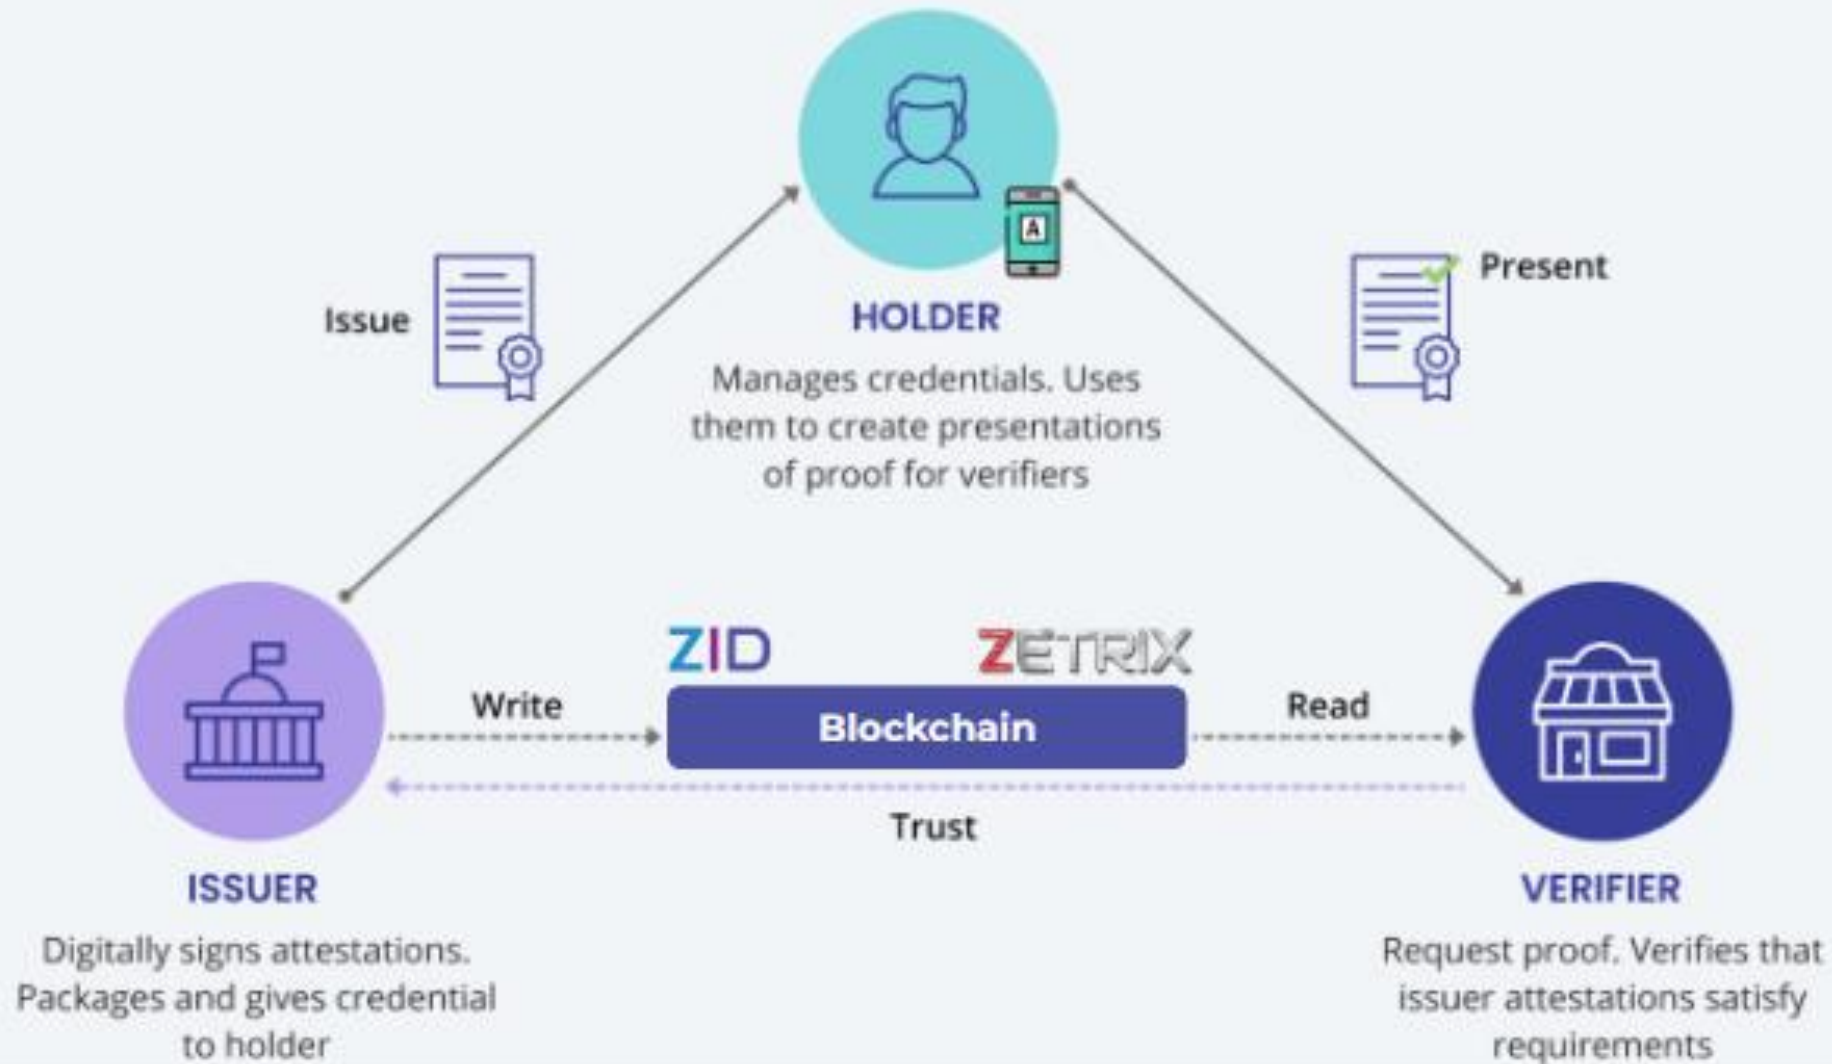 A
HOLDER
Manages credentials. Uses
them to create presentations
of proof for verifiers
Issue
Present
ZID
ZETRIX
Write
Blockchain
Read
Trust
ISSUER
Digitally signs attestations.
Packages and gives credential
to holder
VERIFIER
Request proof. Verifies that
issuer attestations satisfy
requirements